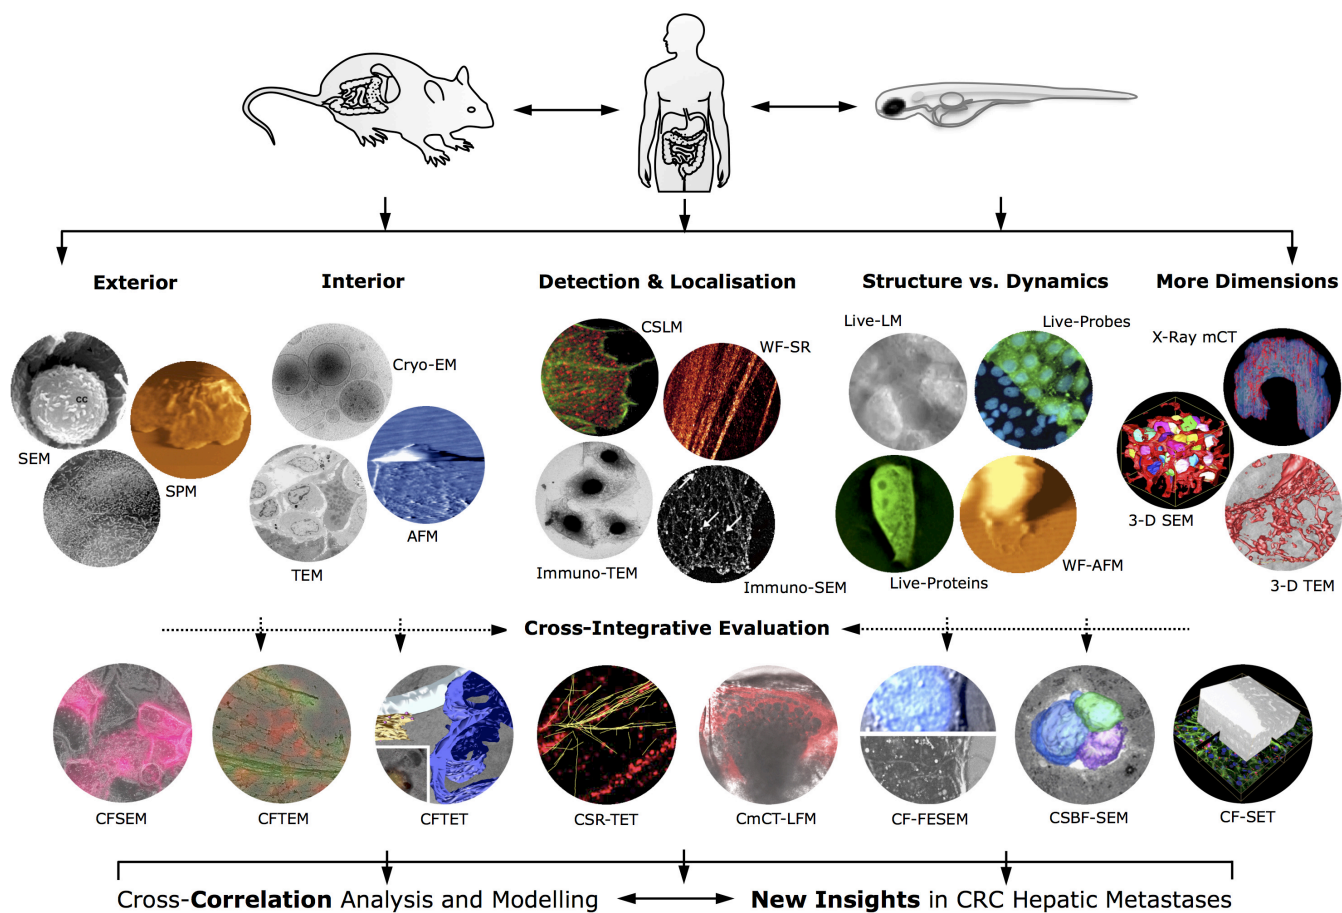 Exterior
Interior
Detection & Localisation
Structure vs. Dynamics
More Dimensions
SEM
cc
SPM
Cryo-EM
AFM
TEM
CSLM
WF-SR
Immuno-TEM
Immuno-SEM
Live-LM
Live-Probes
Live-Proteins
WF-AFM
X-Ray mCT
3-D SEM
3-D TEM
Cross-Integrative Evaluation
CFSEM
CFTEM
CFTET
CSR-TET
CmCT-LFM
CF-FESEM
CSBF-SEM
CF-SET
Cross-Correlation Analysis and Modelling
New Insights in CRC Hepatic Metastases